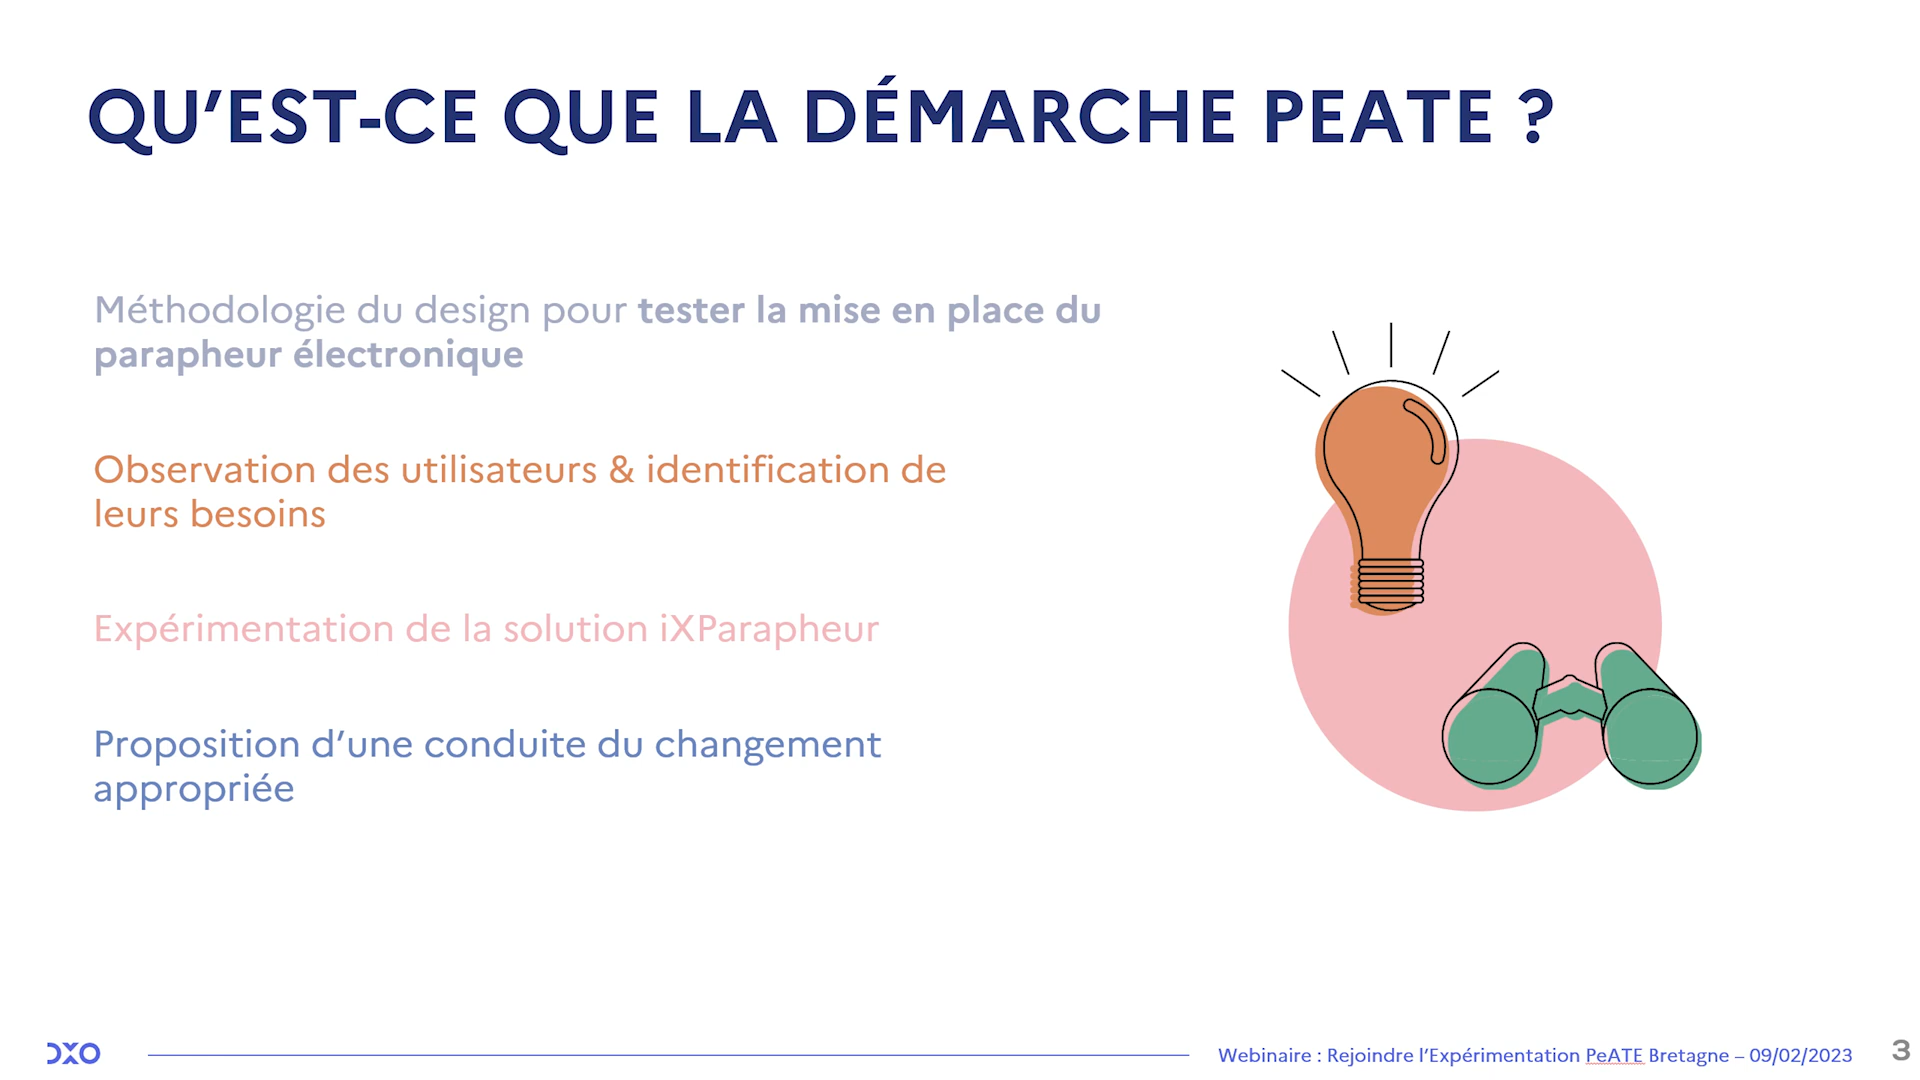 QU’EST-CE QUE LA DÉMARCHE PEATE ?
Méthodologie du design pour tester la mise en place du
parapheur électronique
Observation des utilisateurs & identification de
leurs besoins
Expérimentation de la solution iXParapheur
Proposition d’une conduite du changement
appropriée
OXO
Webinaire : Rejoindre l’Expérimentation PeATE Bretagne – 09/02/2023
3